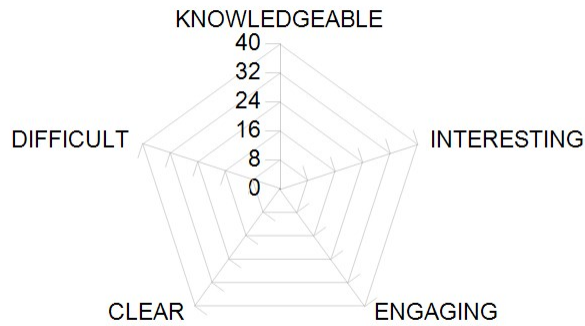 KNOWLEDGEABLE
40
32
24
16
8
0
DIFFICULT
INTERESTING
CLEAR
ENGAGING